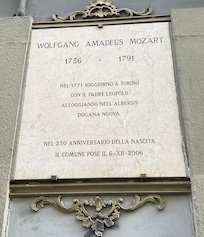 WOLFGANG AMADEUS MOZART
1756 - 1791
NEL 1771 SOGGIORNÒ A TORINO
CON IL PADRE LEOPOLD
ALLOGGIANDO NELL'ALBERGO
DOGANA NUOVA
NEL 250 ANNIVERSARIO DELLA NASCITA
IL COMUNE POSE IL 6-XII-2006